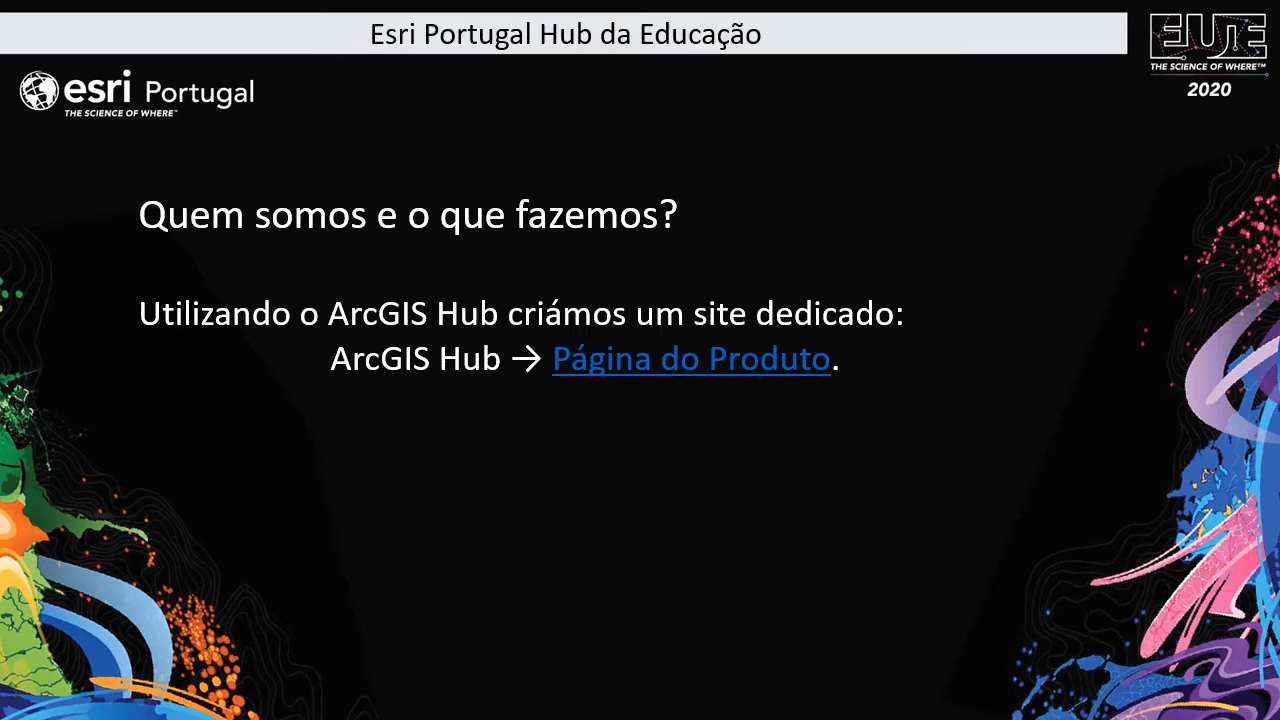 Esri Portugal Hub da Educação
EUE
THE SCIENCE OF WHERE™
2020
esri Portugal
THE SCIENCE OF WHERE™
Quem somos e o que fazemos?
Utilizando o ArcGIS Hub criámos um site dedicado:
ArcGIS Hub → Página do Produto.